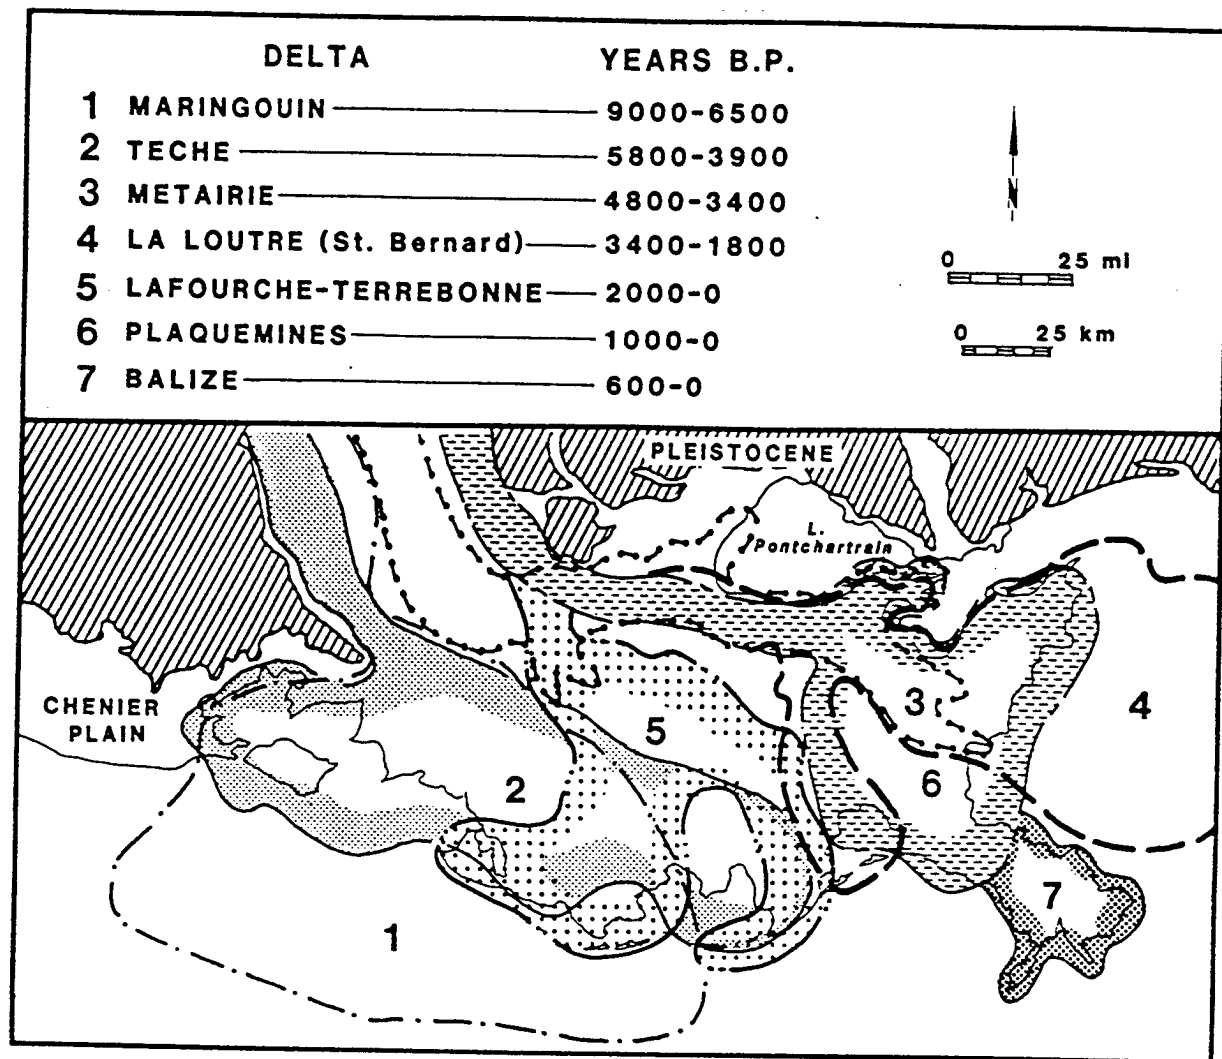 DELTA YEARS B.P.
1 MARINGOUIN 9000-6500
2 TECHE 5800-3900
3 METAIRIE 4800-3400
4 LA LOUTRE (St. Bernard) 3400-1800
5 LAFOURCHE-TERREBONNE 2000-0
6 PLAQUEMINES 1000-0
7 BALIZE 600-0
N
0 25 mi
0 25 km
PLEISTOCENE
L.
Pontchartrain
CHENIER
PLAIN
3
4
5
2
6
7
1